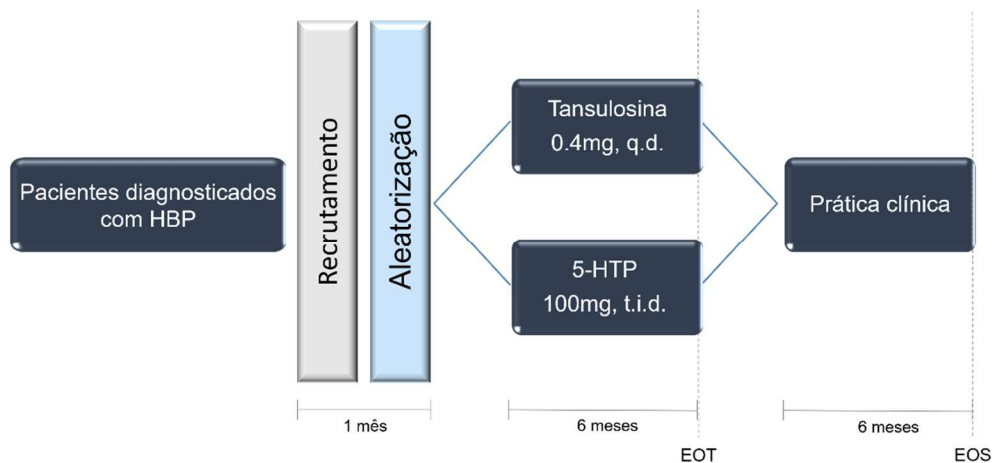 Pacientes diagnosticados
com HBP
Recrutamento
Aleatorização
Tansulosina
0.4mg, q.d.
5-HTP
100mg, t.i.d.
Prática clínica
1 mês
6 meses
6 meses
EOT
EOS